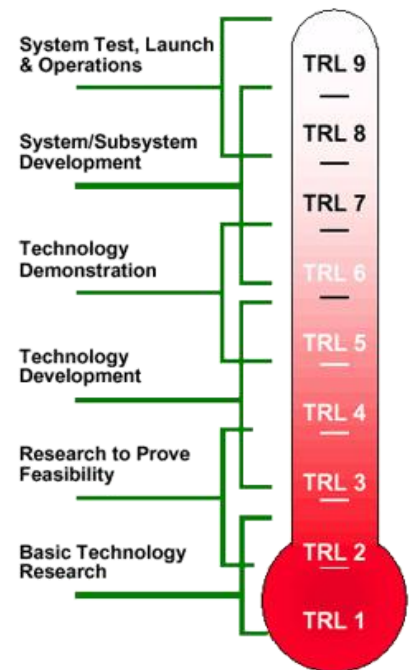 System Test, Launch
& Operations
System/Subsystem
Development
Technology
Demonstration
Technology
Development
Research to Prove
Feasibility
Basic Technology
Research
TRL 9
TRL 8
TRL 7
TRL 6
TRL 5
TRL 4
TRL 3
TRL 2
TRL 1